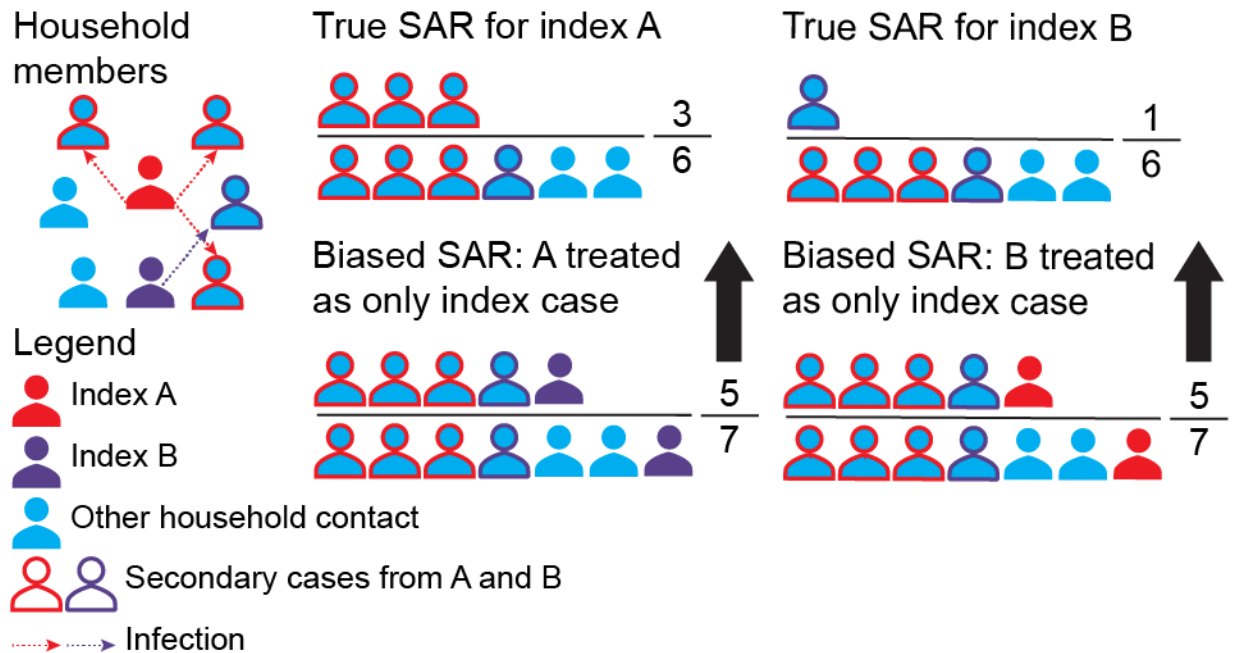 Household
members
True SAR for index A
3
6
True SAR for index B
1
6
Biased SAR: A treated
as only index case
5
7
Biased SAR: B treated
as only index case
5
7
Legend
Index A
Index B
Other household contact
Secondary cases from A and B
Infection